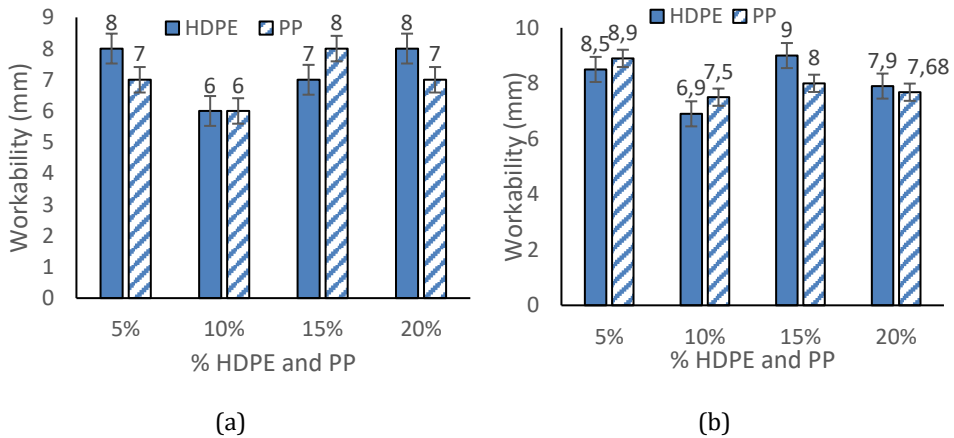 HDPE PP
9
8
7
6
5
4
3
2
1
0
8 7 6 6 7 8 8 7
5% 10% 15% 20%
Workability (mm)
% HDPE and PP
(a)
HDPE PP
10
8
6
4
2
0
8,5 8,9 6,9 7,5 9 8 7,9 7,68
5% 10% 15% 20%
Workability (mm)
% HDPE and PP
(b)